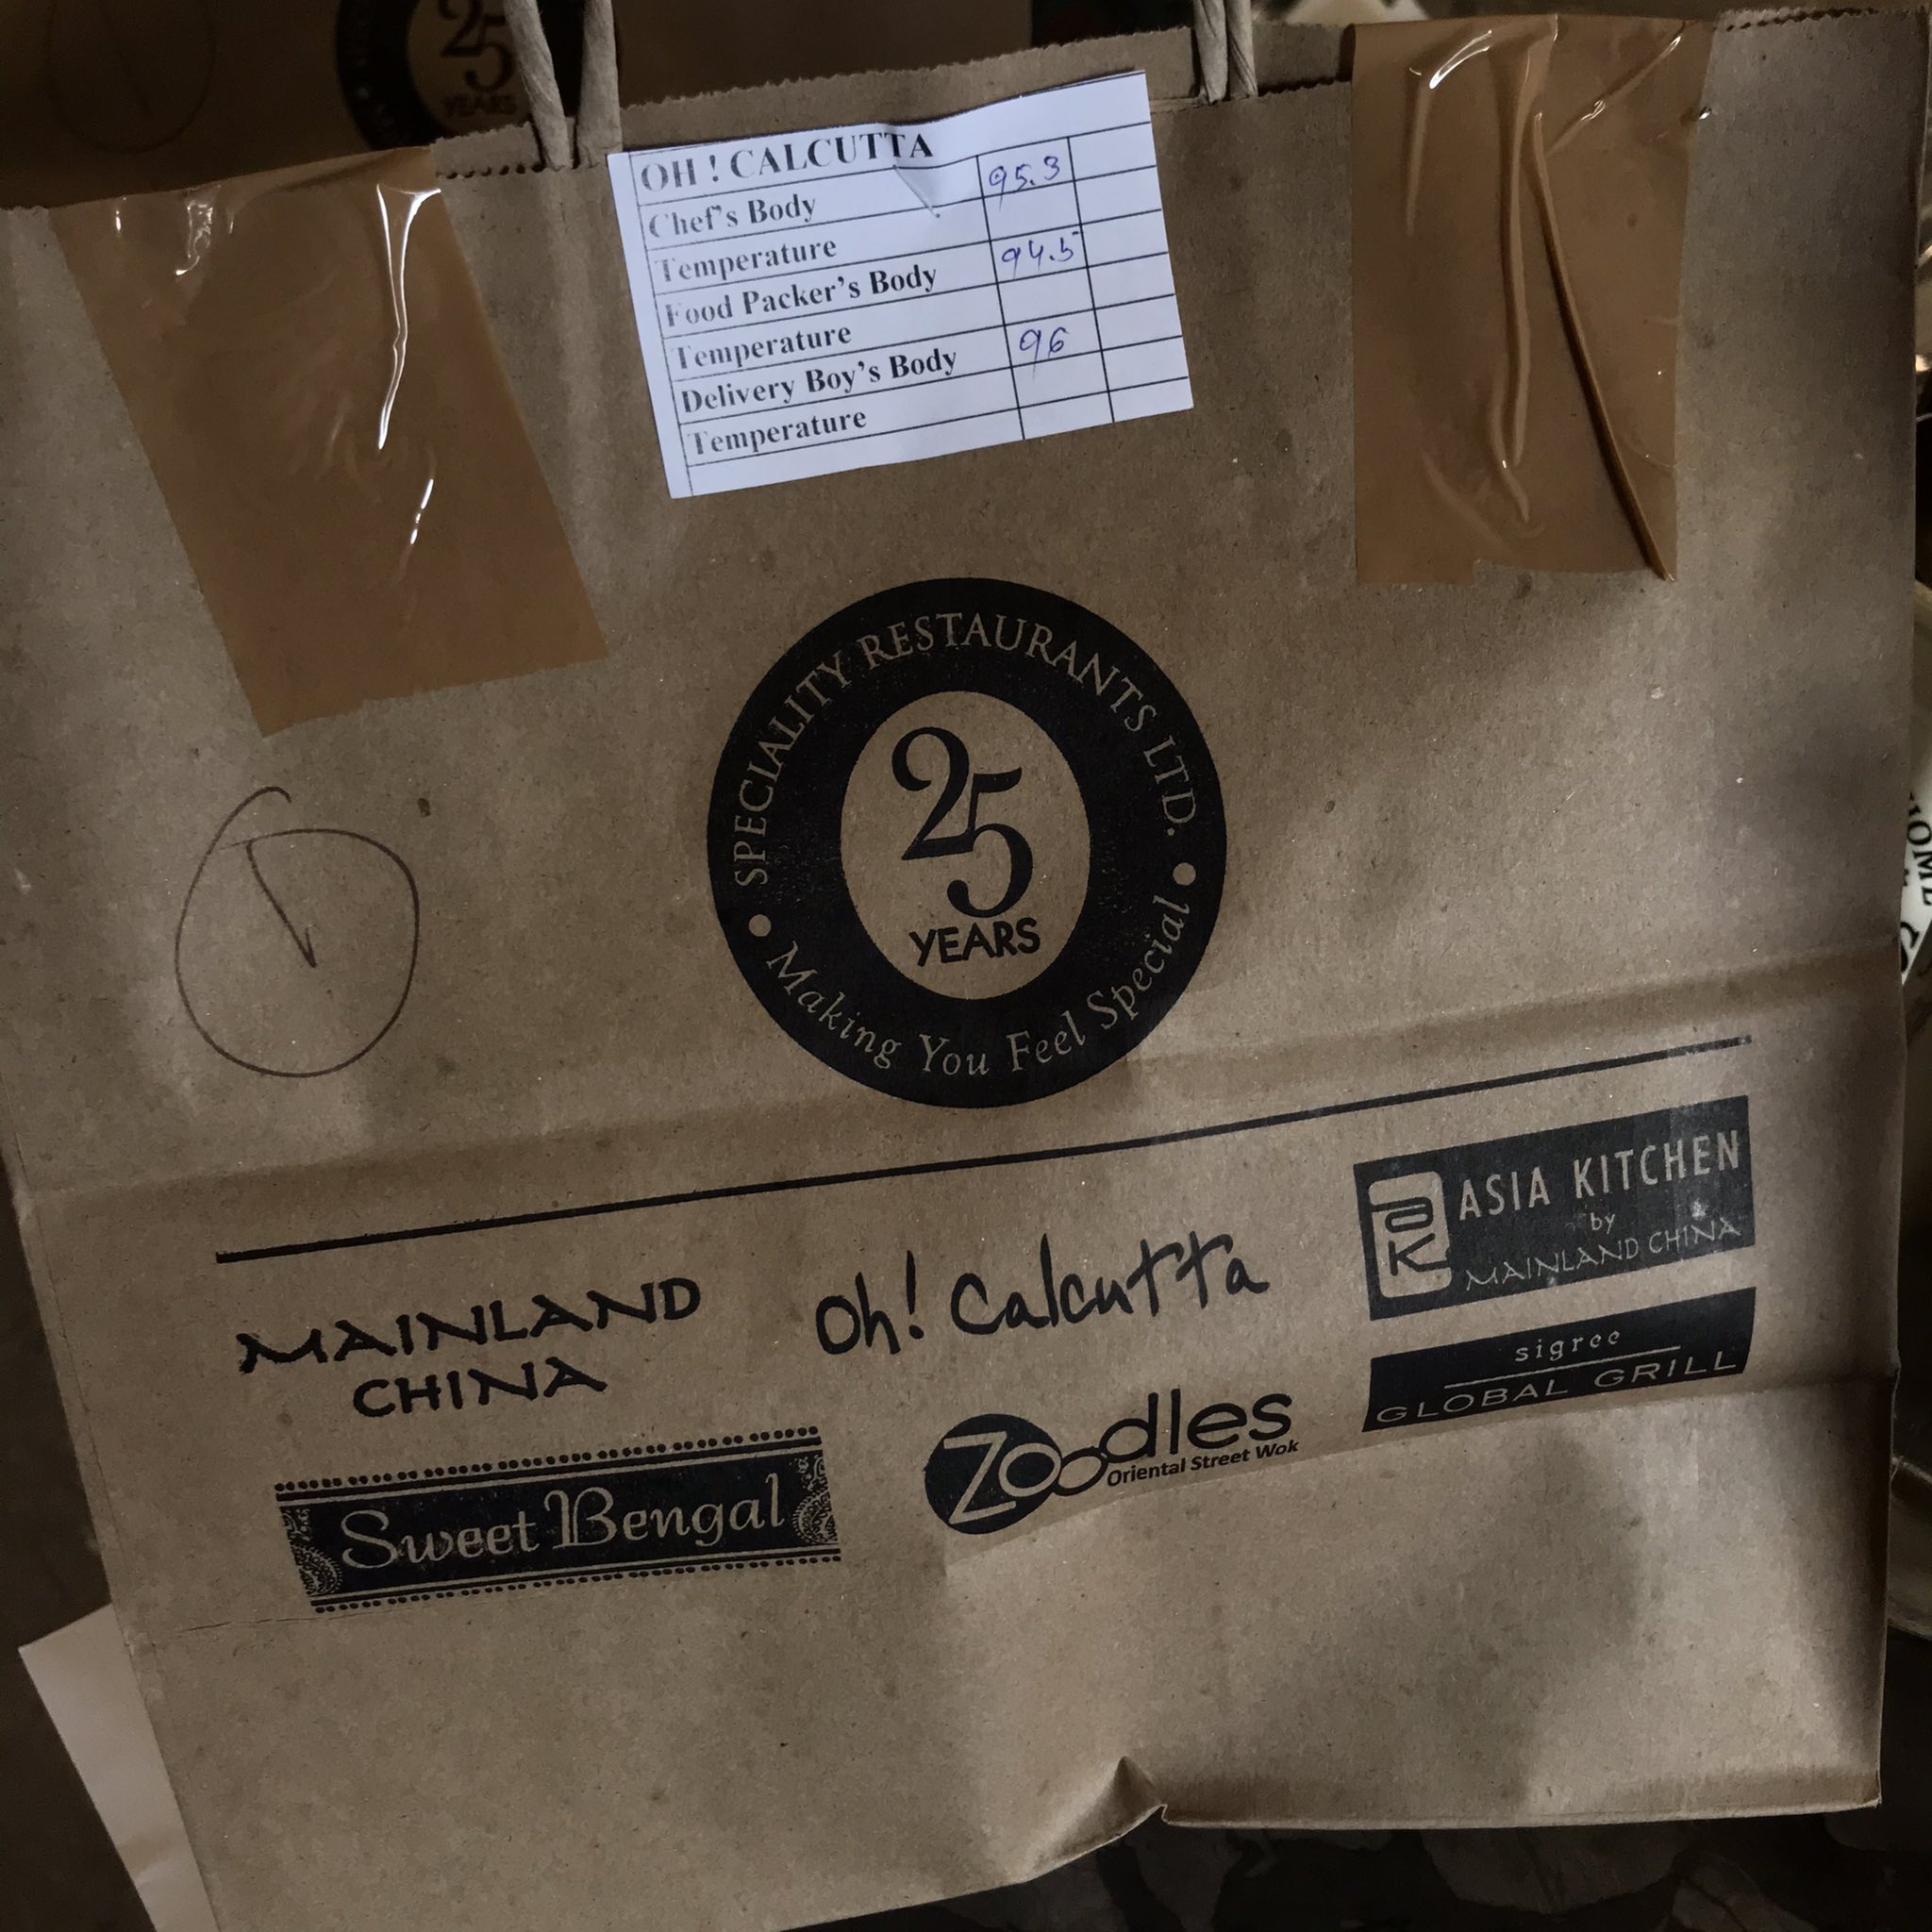 25
YEARS
OH ! CALCUTTA
Chef's Body 95.3
Temperature
Food Packer's Body 94.5
Temperature
Delivery Boy's Body 96
Temperature
SPECIALITY RESTAURANTS LTD.
25
YEARS
Making You Feel Special
MAINLAND
CHINA
Oh! Calcutta
ASIA KITCHEN
by
MAINLAND CHINA
sigree
GLOBAL GRILL
Sweet Bengal
Zoodles
Oriental Street Wok